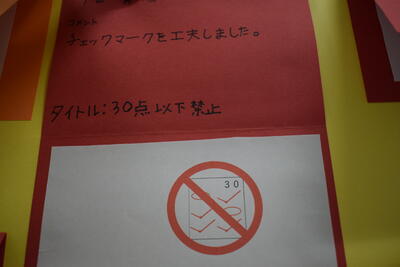 コメント
チェックマークを工夫しました。
タイトル：30点以下禁止
30